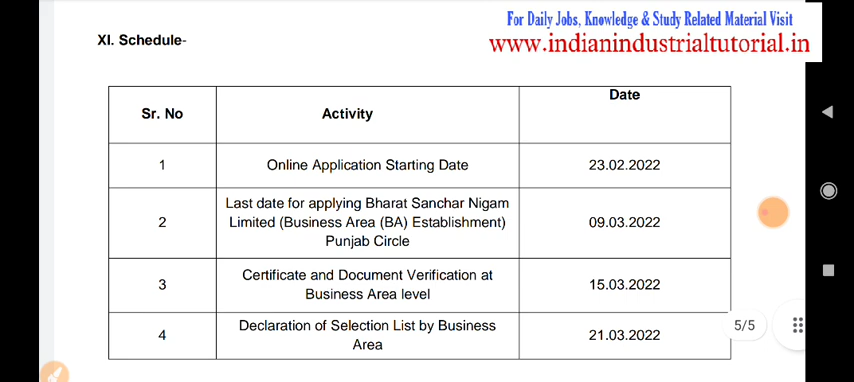 For Daily Jobs, Knowledge & Study Related Material Visit
www.indianindustrialtutorial.in
XI. Schedule-
Sr. No Activity Date
1 Online Application Starting Date 23.02.2022
2 Last date for applying Bharat Sanchar Nigam
Limited (Business Area (BA) Establishment)
Punjab Circle 09.03.2022
3 Certificate and Document Verification at
Business Area level 15.03.2022
4 Declaration of Selection List by Business
Area 21.03.2022
5/5